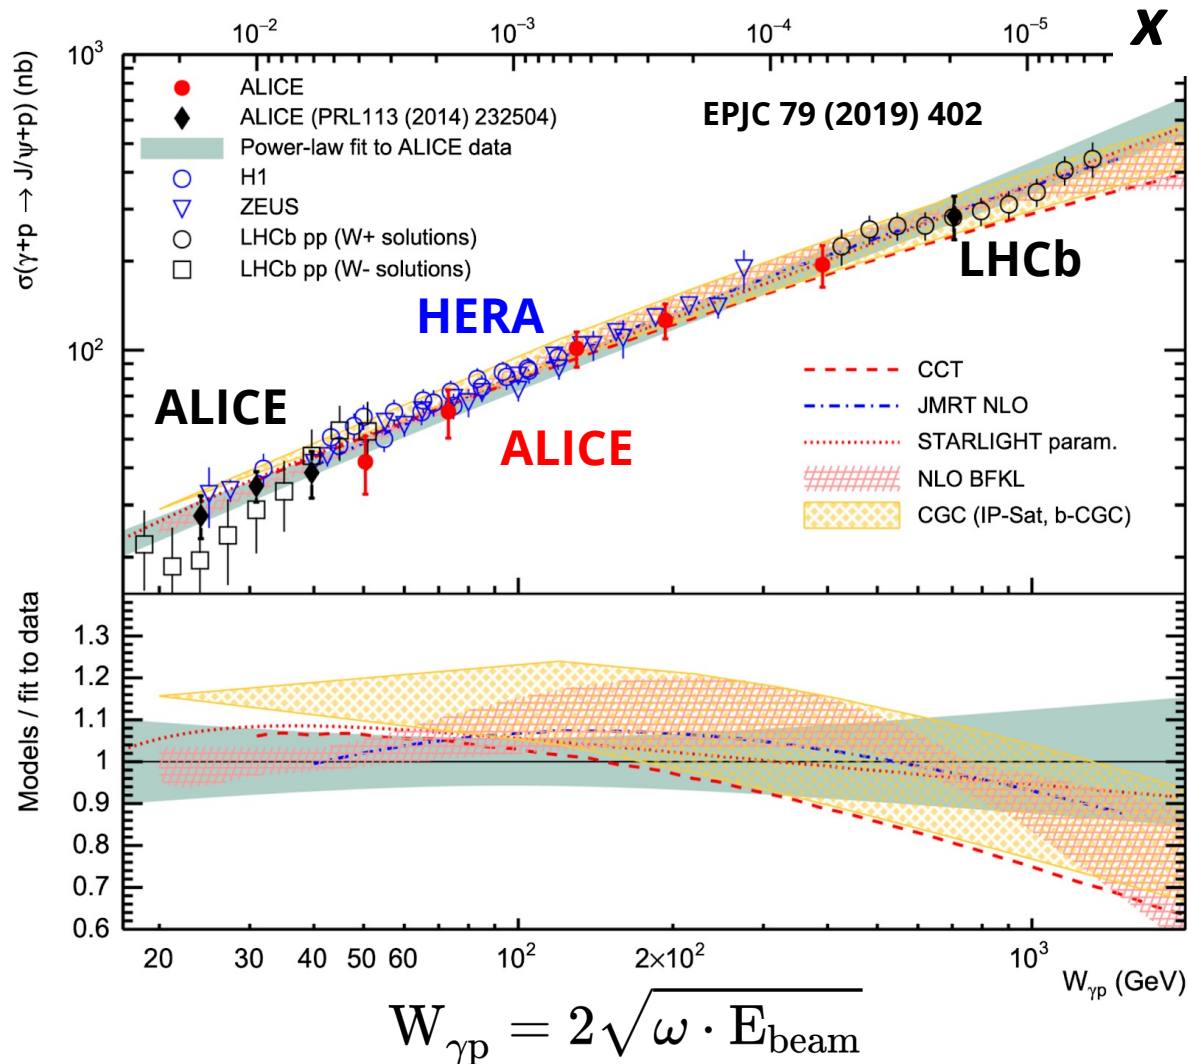 10⁻² 10⁻³ 10⁻⁴ 10⁻⁵ x
10³
σ(γ+p → J/ψ+p) (nb)
ALICE
ALICE (PRL113 (2014) 232504)
Power-law fit to ALICE data
H1
ZEUS
LHCb pp (W+ solutions)
LHCb pp (W- solutions)
EPJC 79 (2019) 402
LHCb
HERA
10²
ALICE
ALICE
CCT
JMRT NLO
STARLIGHT param.
NLO BFKL
CGC (IP-Sat, b-CGC)
Models / fit to data
1.3
1.2
1.1
1
0.9
0.8
0.7
0.6
20 30 40 50 60 10² 2×10² 10³
Wγp (GeV)
Wγp = 2√ω · Ebeam